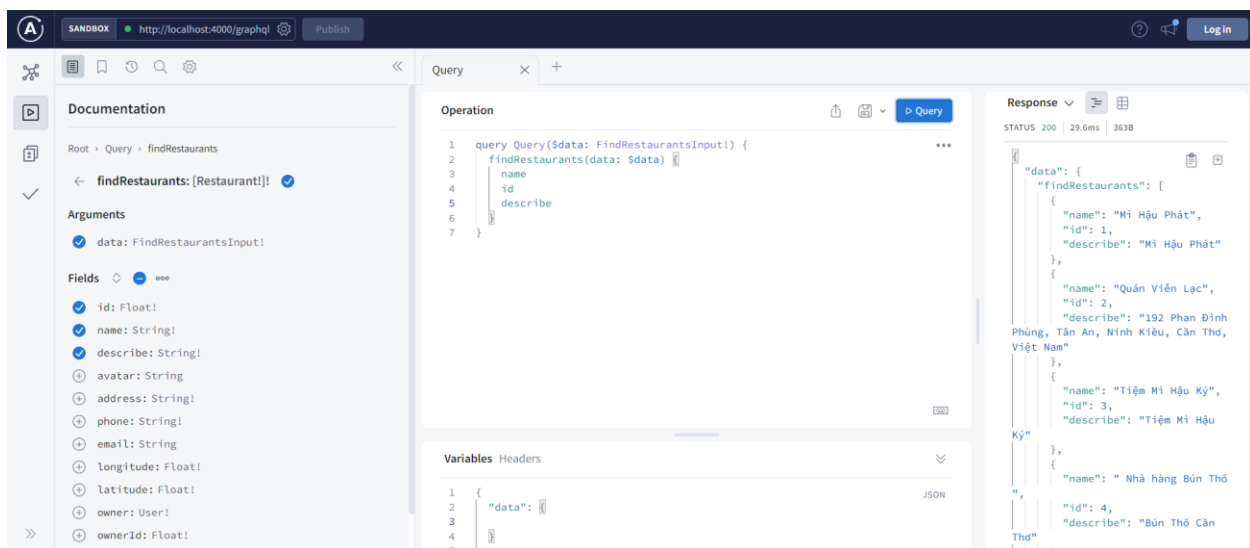 A
SANDBOX
http://localhost:4000/graphql
Publish
Log in
Documentation
Root › Query › findRestaurants
findRestaurants: [Restaurant!]!
Arguments
data: FindRestaurantsInput!
Fields
id: Float!
name: String!
describe: String!
avatar: String
address: String!
phone: String!
email: String
longitude: Float!
latitude: Float!
owner: User!
ownerId: Float!
Query
Operation
Query
1 query Query($data: FindRestaurantsInput!) {
2 findRestaurants(data: $data) {
3 name
4 id
5 describe
6 }
7 }
Variables Headers
JSON
1 {
2 "data": {
3
4 }
Response
STATUS 200 29.6ms 363B
{
"data": {
"findRestaurants": [
{
"name": "Mì Hậu Phát",
"id": 1,
"describe": "Mì Hậu Phát"
},
{
"name": "Quán Viễn Lạc",
"id": 2,
"describe": "192 Phan Đình
Phùng, Tân An, Ninh Kiều, Cần Thơ,
Việt Nam"
},
{
"name": "Tiệm Mì Hậu Ký",
"id": 3,
"describe": "Tiệm Mì Hậu
Ký"
},
{
"name": " Nhà hàng Bún Thố
",
"id": 4,
"describe": "Bún Thố Cần
Thơ"